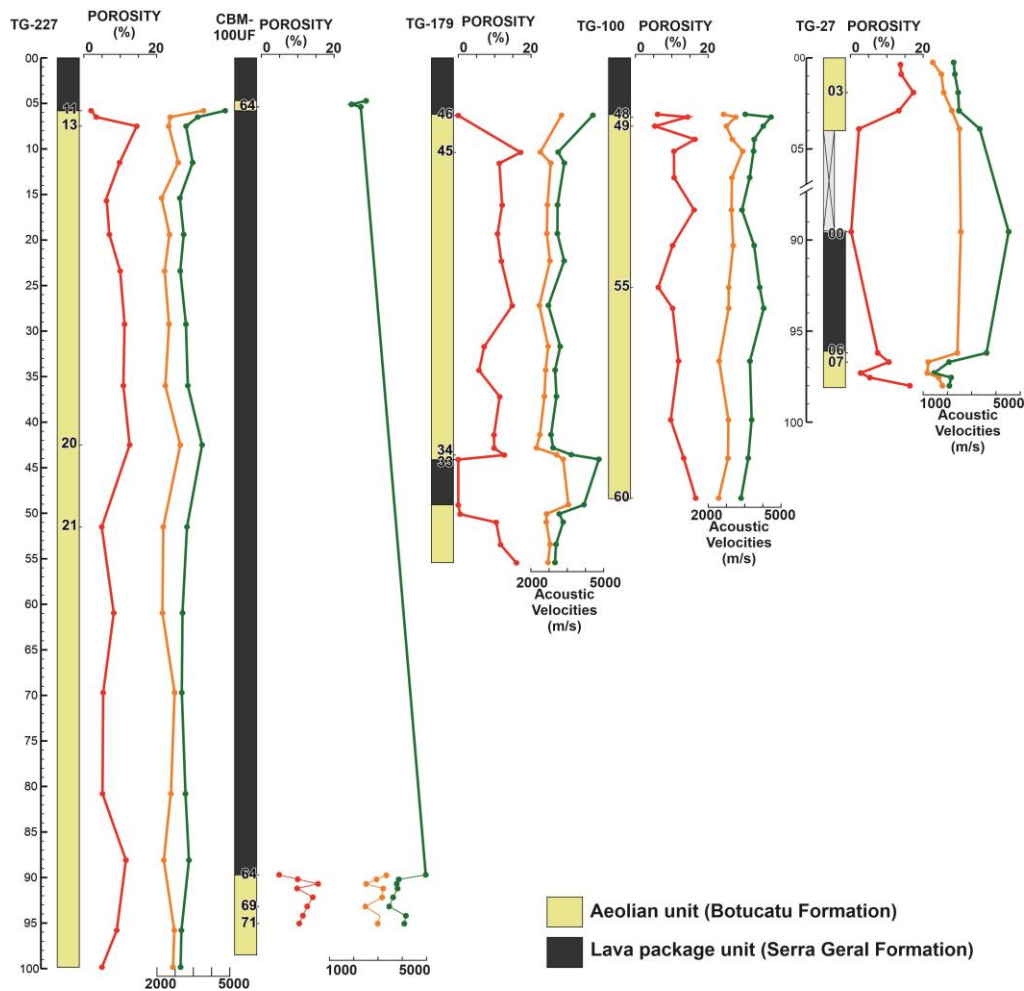 TG-227
POROSITY
(%)
0 20
CBM-
100UF
POROSITY
(%)
0 20
TG-179
POROSITY
(%)
0 20
TG-100
POROSITY
(%)
0 20
TG-27
POROSITY
(%)
0 20
00
05
10
15
20
25
30
35
40
45
50
55
60
65
70
75
80
85
90
95
100
11
13
20
21
2000 5000
64
64
69
71
1000 5000
46
45
34
33
2000 5000
Acoustic
Velocities
(m/s)
48
49
55
60
2000 5000
Acoustic
Velocities
(m/s)
00
05
90
95
100
03
00
06
07
1000 5000
Acoustic
Velocities
(m/s)
Aeolian unit (Botucatu Formation)
Lava package unit (Serra Geral Formation)